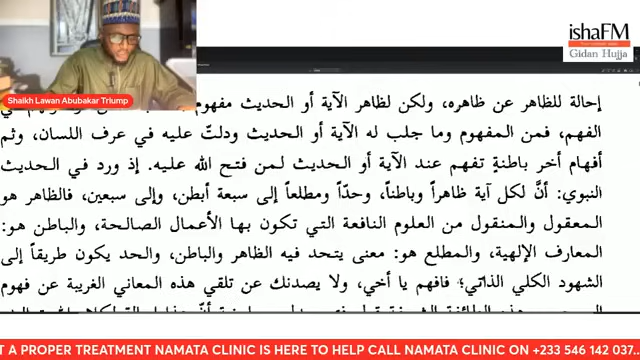 ishaFM
Gidan Hujja
Shaikh Lawan Abubakar Triump
إحالة للظاهر عن ظاهره، ولكن لظاهر الآية أو الحديث مفهوم
الفهم، فمن المفهوم وما جلب له الآية أو الحديث ودلتّ عليه في عرف اللسان، وثم
أفهام أخر باطنةٍ تفهم عند الآية أو الحديث لمن فتح الله عليه. إذ ورد في الحديث
النبوي: أنَّ لكل آية ظاهراً وباطناً، وحدّاً ومطلعاً إلى سبعة أبطن، وإلى سبعين، فالظاهر هو
المعقول والمنقول من العلوم النافعة التي تكون بها الأعمال الصالحة، والباطن هو:
المعارف الإلهية، والمطلع هو: معنى يتحد فيه الظاهر والباطن، والحد يكون طريقاً إلى
الشهود الكلي الذاتي؛ فافهم يا أخي، ولا يصدنك عن تلقي هذه المعاني الغريبة عن فهوم
T A PROPER TREATMENT NAMATA CLINIC IS HERE TO HELP CALL NAMATA CLINIC ON +233 546 142 037.